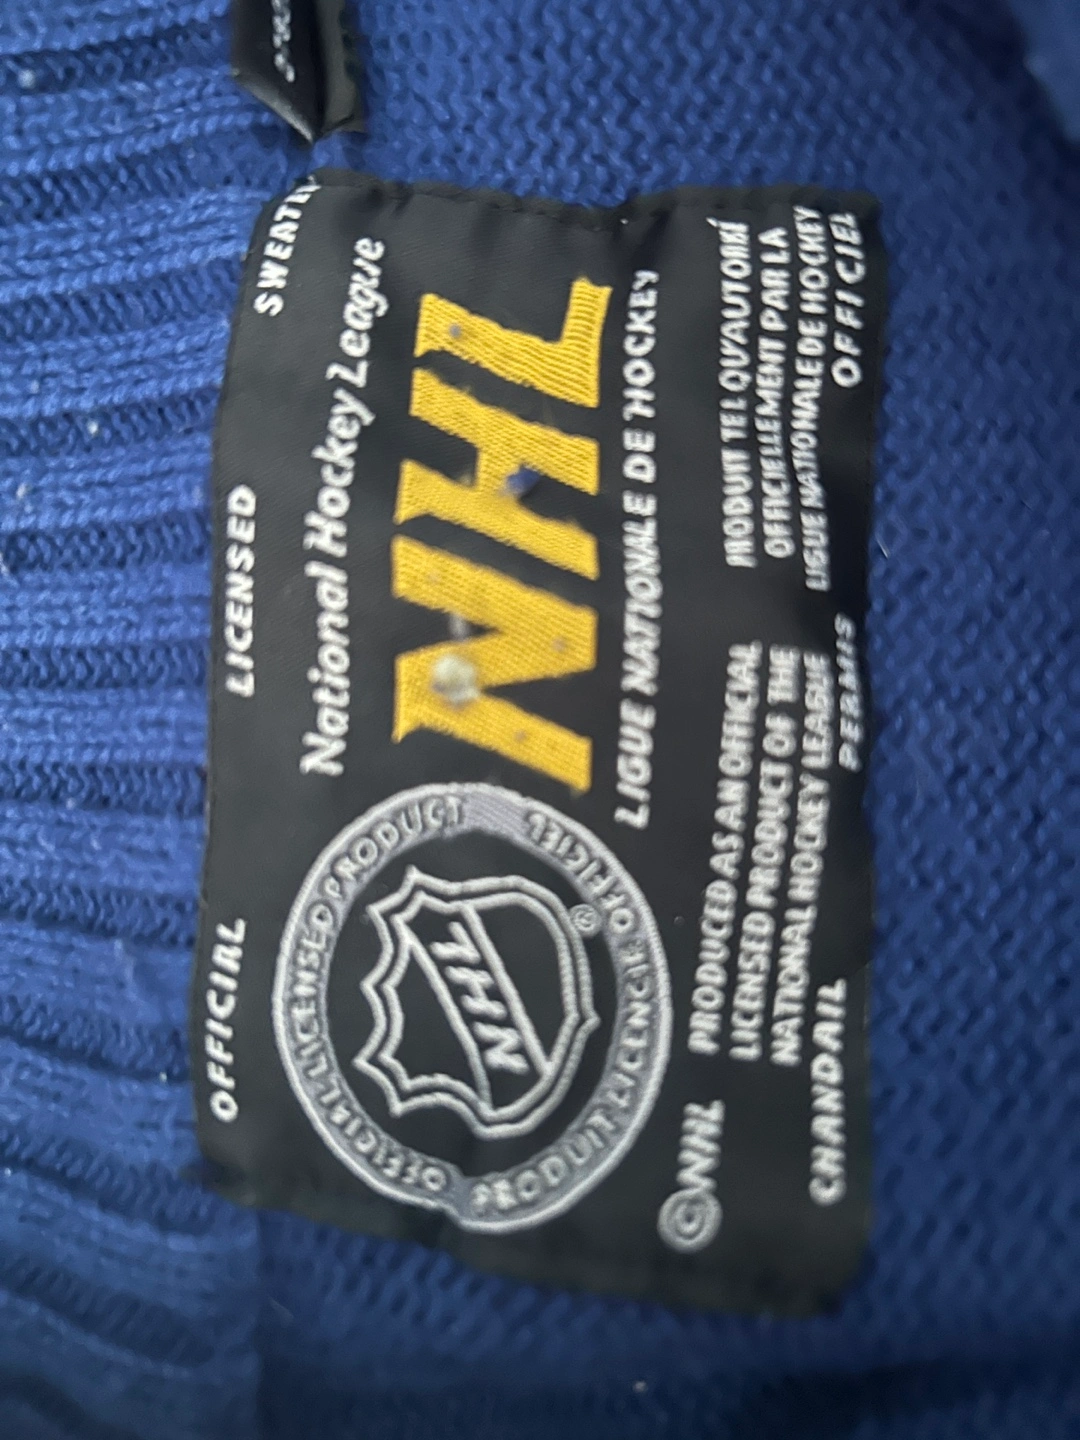 OFFICIAL LICENSED SWEATER
National Hockey League
NHL
LIGUE NATIONALE DE HOCKEY
OFFICIAL LICENSED PRODUCT
PRODUIT LICENCIE OFFICIEL
NHL
®
©NHL
PRODUCED AS AN OFFICIAL
LICENSED PRODUCT OF THE
NATIONAL HOCKEY LEAGUE
PRODUIT TEL QU'AUTORISÉ
OFFICIELLEMENT PAR LA
LIGUE NATIONALE DE HOCKEY
CHANDAIL PERMIS OFFICIEL